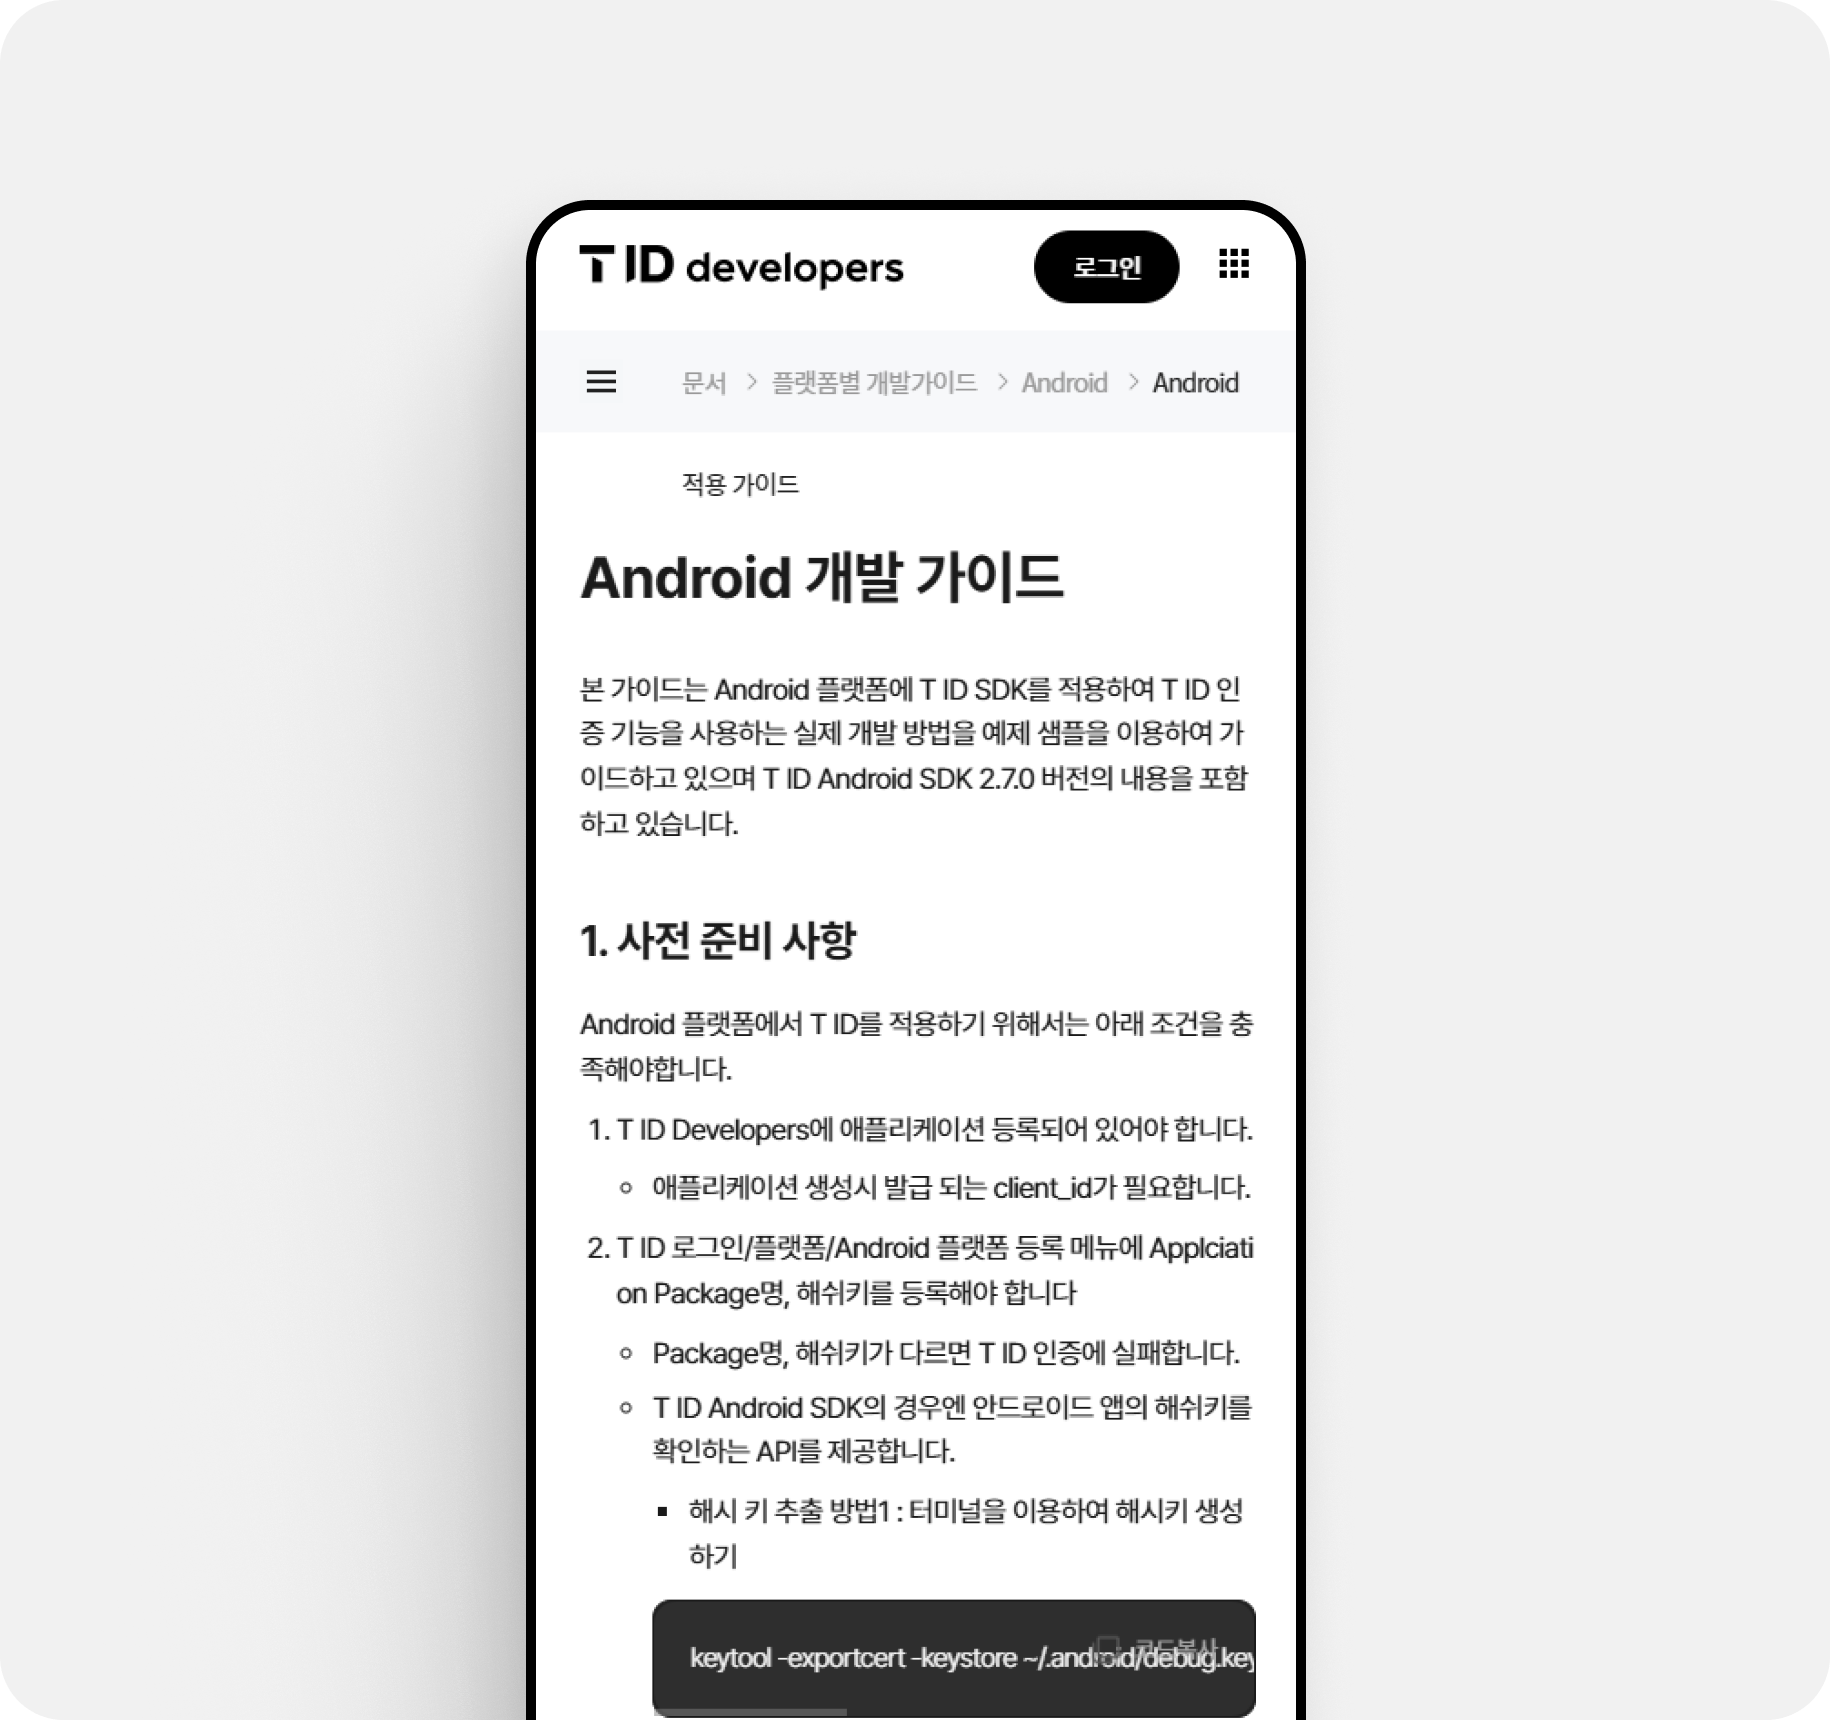 T ID developers
로그인
문서 > 플랫폼별 개발가이드 > Android > Android
적용 가이드
Android 개발 가이드
본 가이드는 Android 플랫폼에 T ID SDK를 적용하여 T ID 인
증 기능을 사용하는 실제 개발 방법을 예제 샘플을 이용하여 가
이드하고 있으며 T ID Android SDK 2.7.0 버전의 내용을 포함
하고 있습니다.
1. 사전 준비 사항
Android 플랫폼에서 T ID를 적용하기 위해서는 아래 조건을 충
족해야합니다.
1. T ID Developers에 애플리케이션 등록되어 있어야 합니다.
애플리케이션 생성시 발급 되는 client_id가 필요합니다.
2. T ID 로그인/플랫폼/Android 플랫폼 등록 메뉴에 Applciati
on Package명, 해쉬키를 등록해야 합니다
Package명, 해쉬키가 다르면 T ID 인증에 실패합니다.
T ID Android SDK의 경우엔 안드로이드 앱의 해쉬키를
확인하는 API를 제공합니다.
해시 키 추출 방법1 : 터미널을 이용하여 해시키 생성
하기
코드복사
keytool -exportcert -keystore ~/.android/debug.key